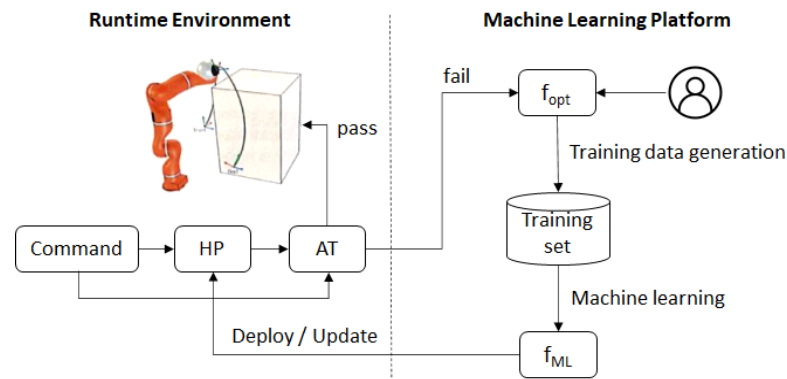 Runtime Environment
Machine Learning Platform
fail
f_opt
pass
Training data generation
Training
set
Command
HP
AT
Machine learning
Deploy / Update
f_ML